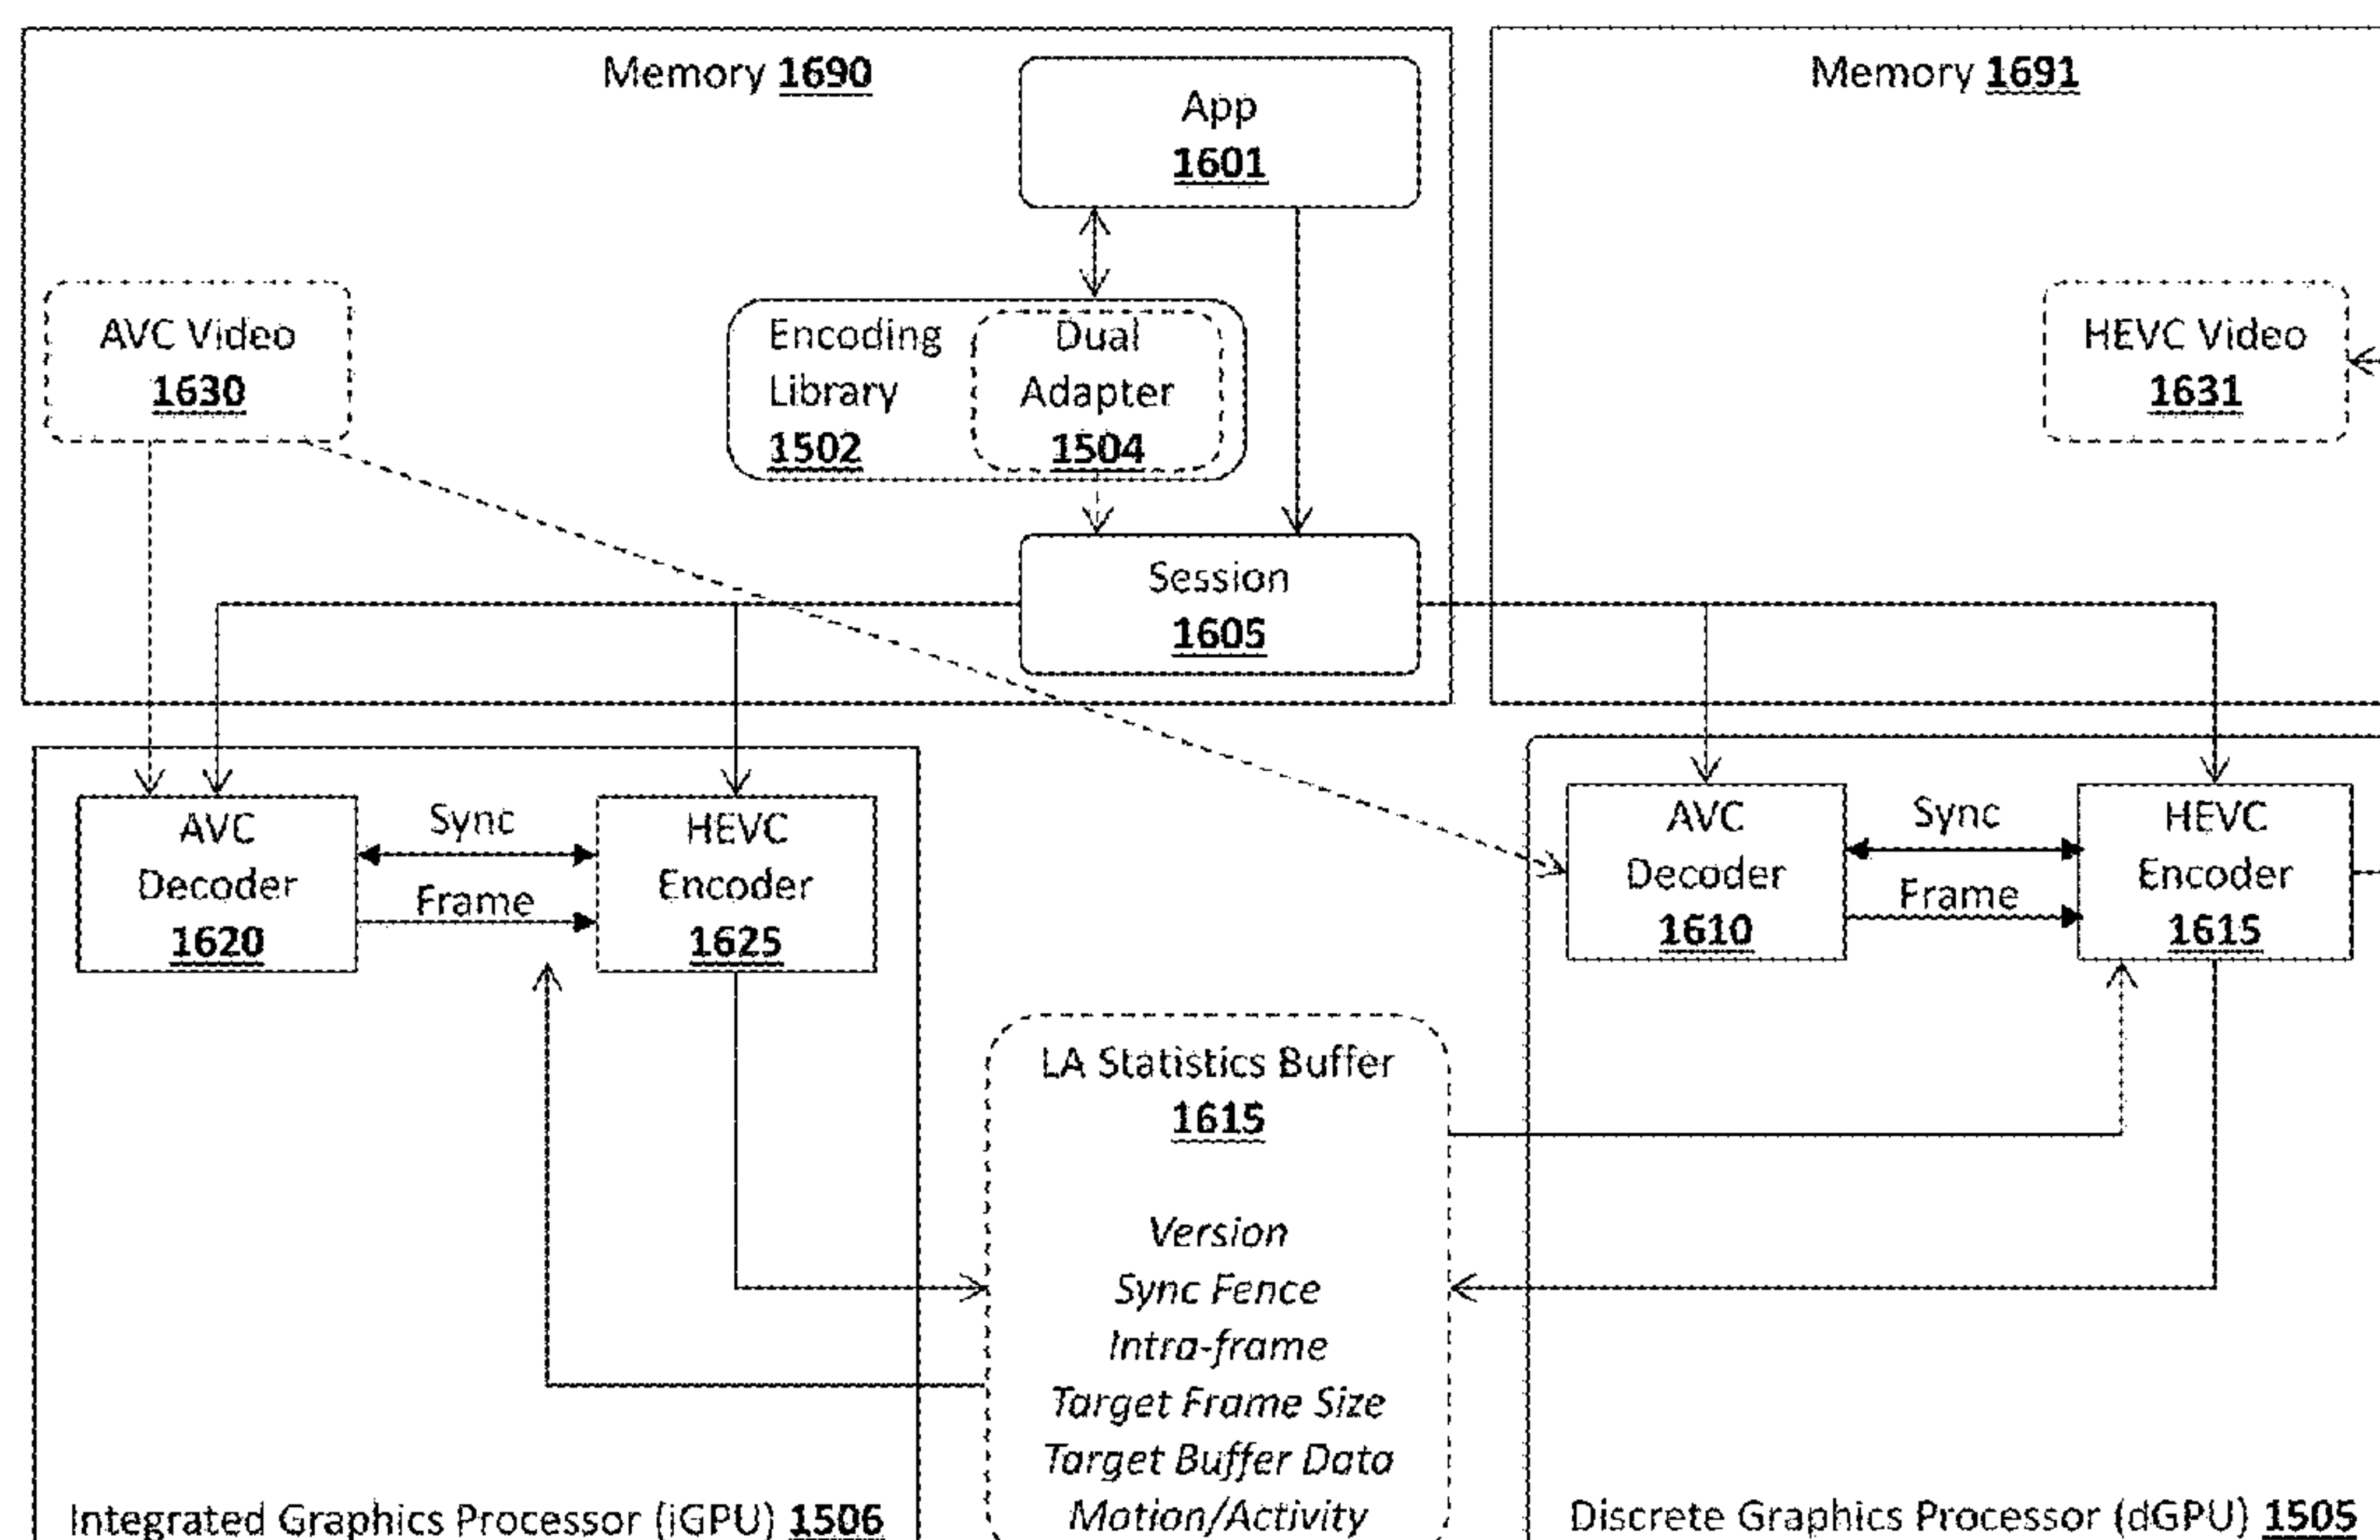 Memory 1690
App
1601
AVC Video
1630
Encoding
Library
1502
Dual
Adapter
1504
Session
1605
Memory 1691
HEVC Video
1631
AVC
Decoder
1620
Sync
Frame
HEVC
Encoder
1625
AVC
Decoder
1610
Sync
Frame
HEVC
Encoder
1615
LA Statistics Buffer
1615
Version
Sync Fence
Intra-frame
Target Frame Size
Target Buffer Data
Motion/Activity
Integrated Graphics Processor (iGPU) 1506
Discrete Graphics Processor (dGPU) 1505